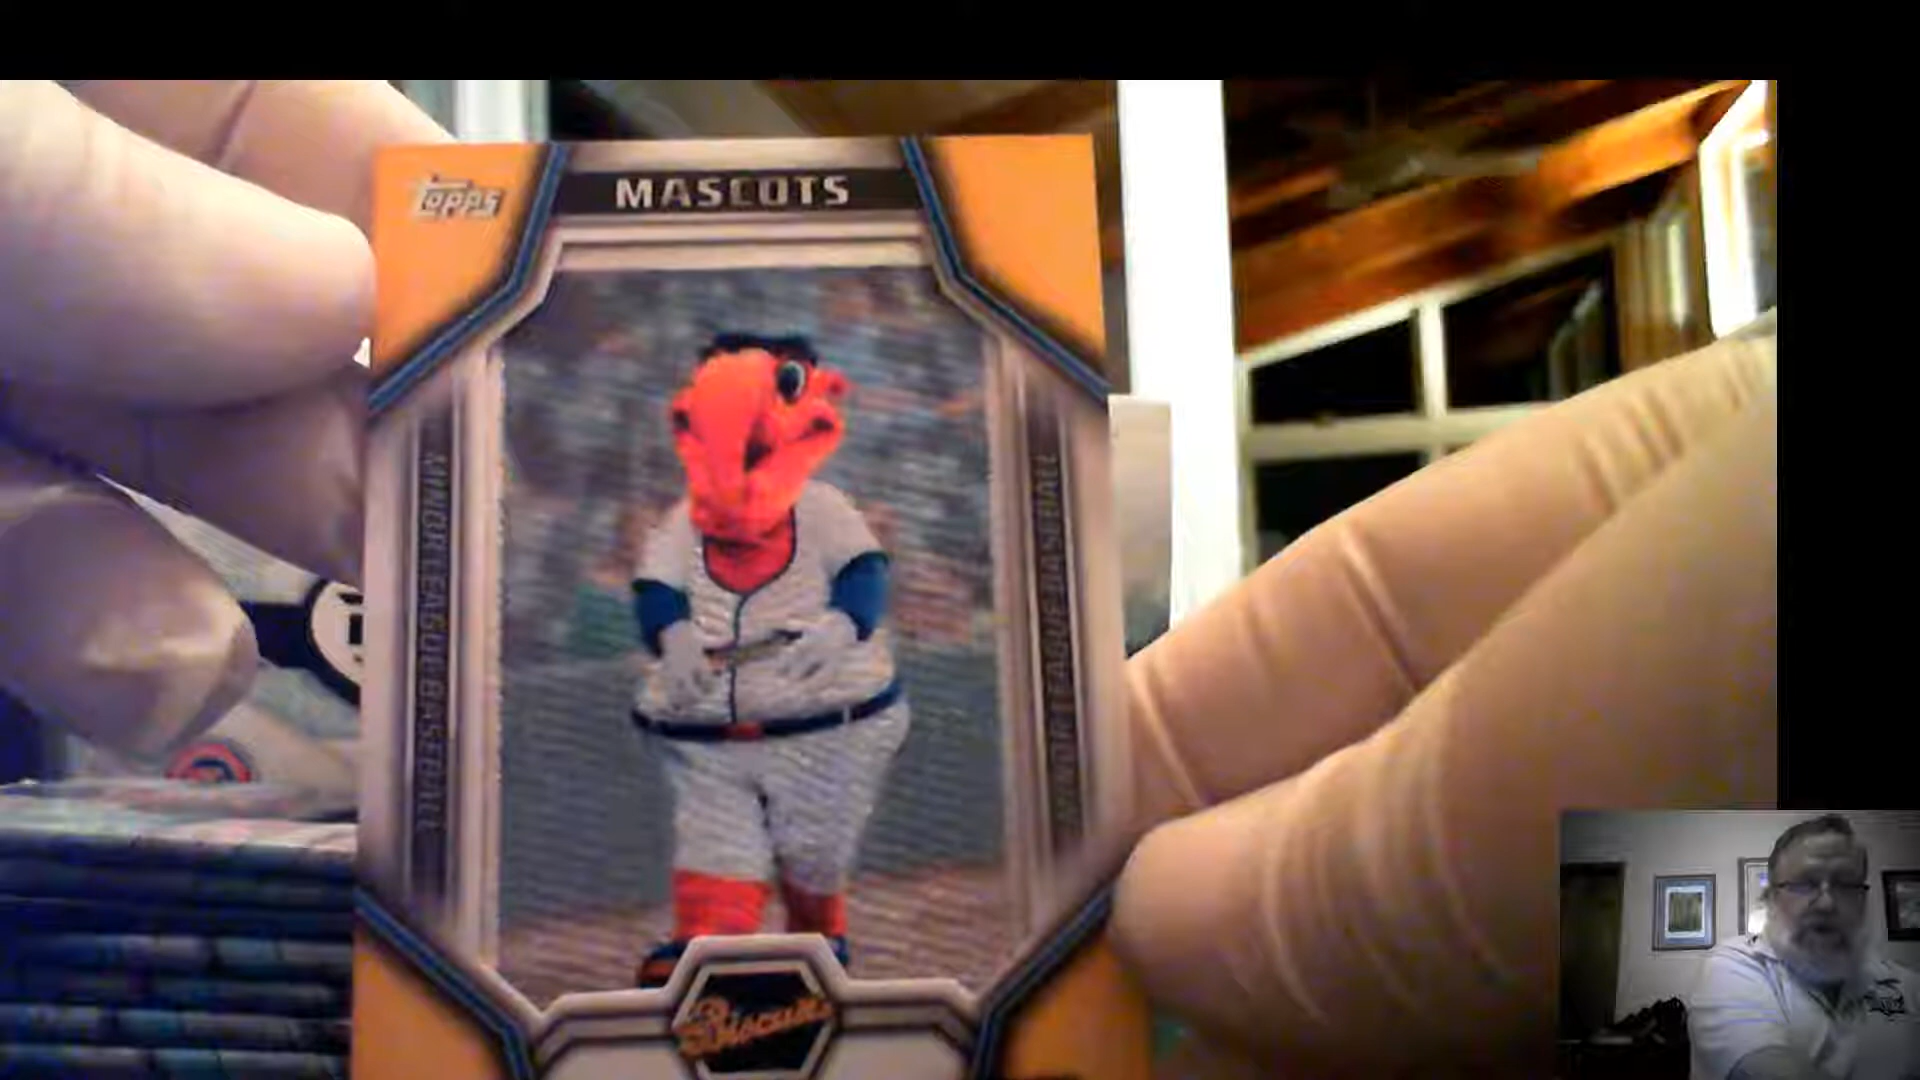 Topps
MASCOTS
MINOR LEAGUE BASEBALL
MINOR LEAGUE BASEBALL
Biscuits